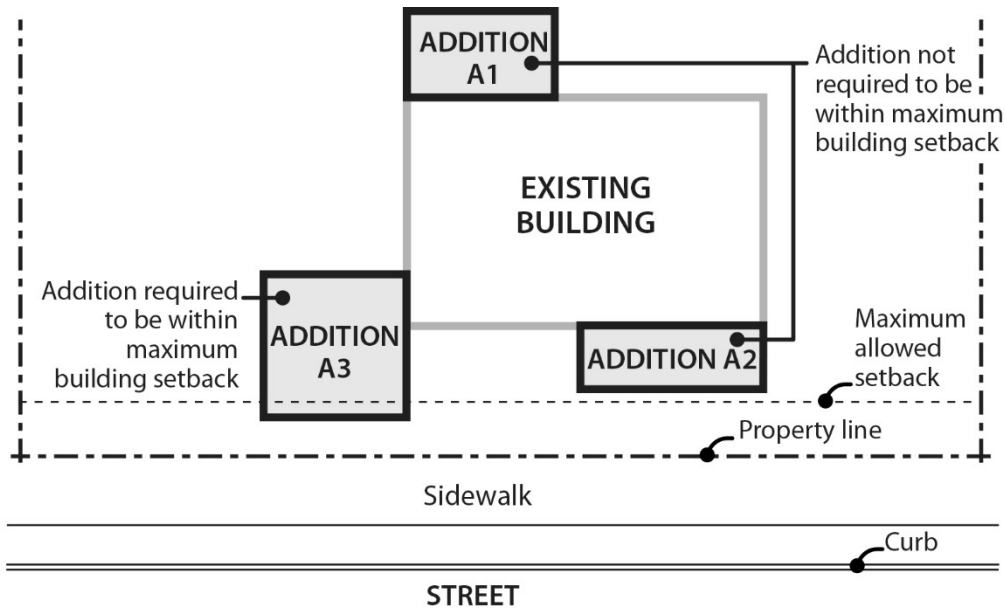 ADDITION
A1
Addition not
required to be
within maximum
building setback
EXISTING
BUILDING
Addition required
to be within
maximum
building setback
ADDITION
A3
ADDITION A2
Maximum
allowed
setback
Property line
Sidewalk
Curb
STREET